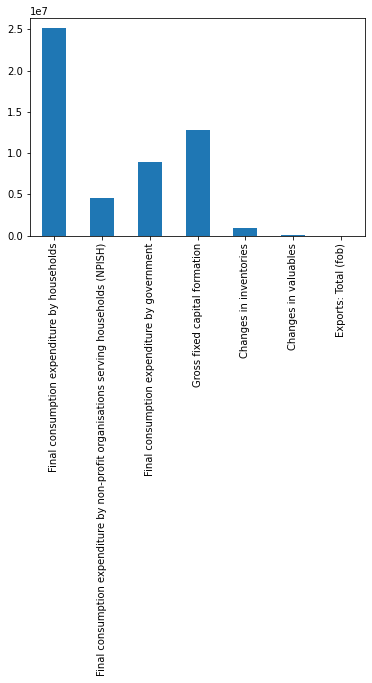 1e7
2.5
2.0
1.5
1.0
0.5
0.0
Final consumption expenditure by households
Final consumption expenditure by non-profit organisations serving households (NPISH)
Final consumption expenditure by government
Gross fixed capital formation
Changes in inventories
Changes in valuables
Exports: Total (fob)